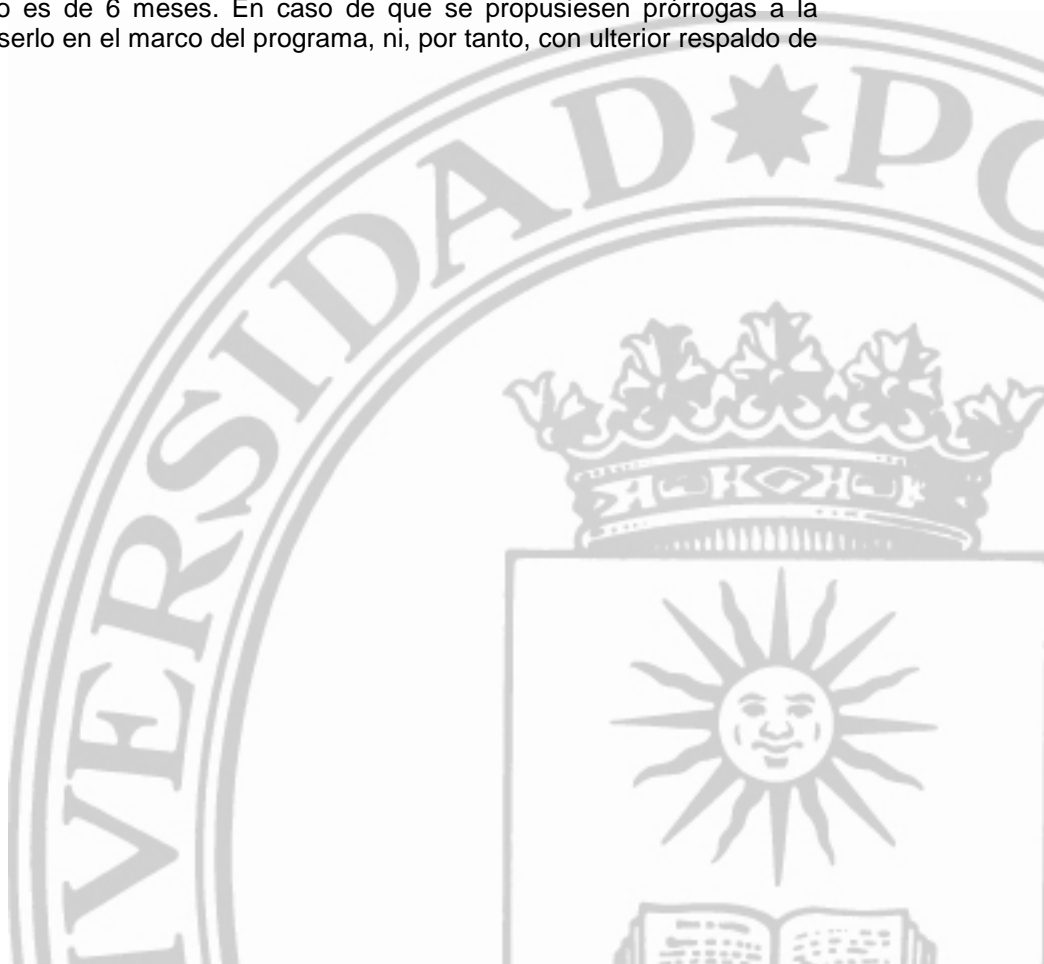 o es de 6 meses. En caso de que se propusiesen prórrogas a la
serlo en el marco del programa, ni, por tanto, con ulterior respaldo de
IVERSIDAD PO